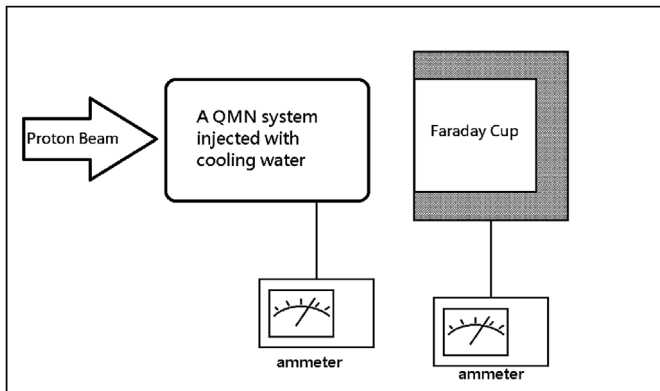 Proton Beam
A QMN system
injected with
cooling water
Faraday Cup
ammeter
ammeter